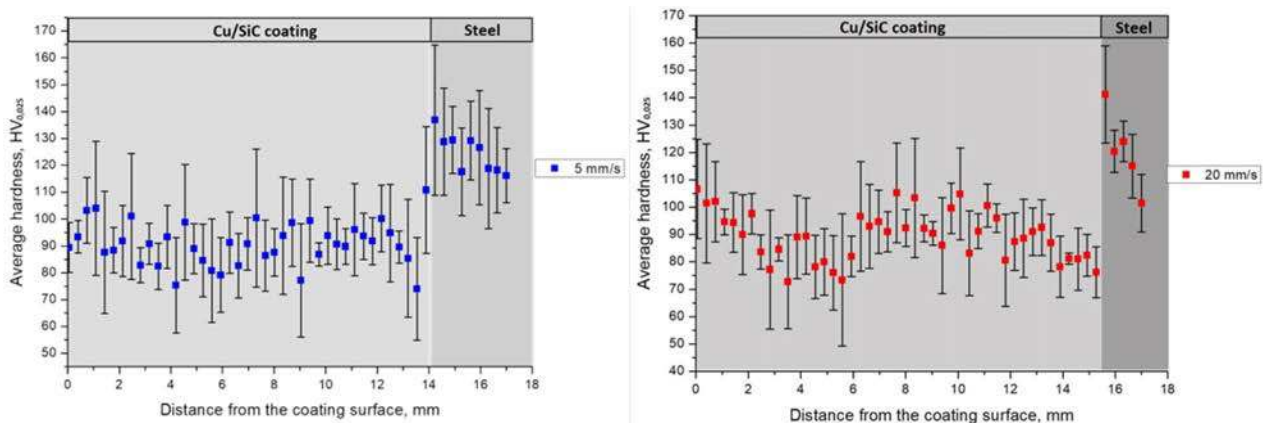 Cu/SiC coating Steel
170
160
150
140
130
120
110
100
90
80
70
60
50
Average hardness, HV0,025
0 2 4 6 8 10 12 14 16 18
Distance from the coating surface, mm
5 mm/s
Cu/SiC coating Steel
170
160
150
140
130
120
110
100
90
80
70
60
50
40
Average hardness, HV0,025
0 2 4 6 8 10 12 14 16 18
Distance from the coating surface, mm
20 mm/s